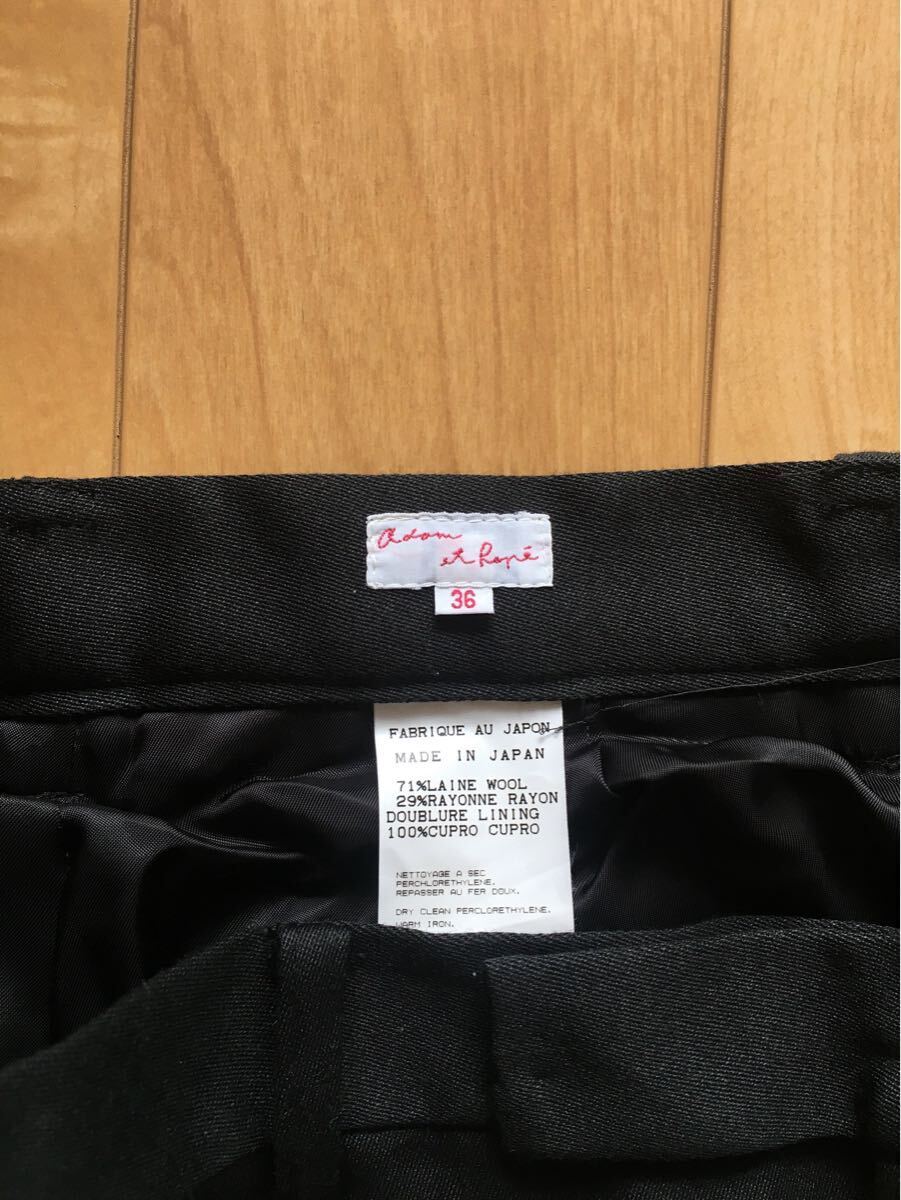 adam
et Ropé
36
FABRIQUE AU JAPON
MADE IN JAPAN
71%LAINE WOOL
29%RAYONNE RAYON
DOUBLURE LINING
100%CUPRO CUPRO
NETTOYAGE A SEC
PERCHLORETHYLENE.
REPASSER AU FER DOUX.
DRY CLEAN PERCLORETHYLENE.
WARM IRON.